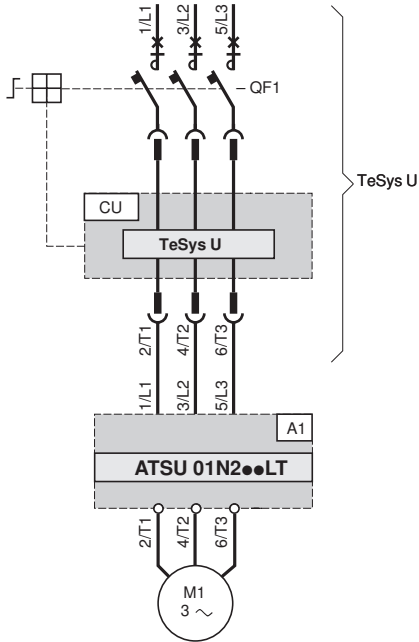 1/L1 3/L2 5/L3
QF1
TeSys U
CU
TeSys U
2/T1 4/T2 6/T3
1/L1 3/L2 5/L3
A1
ATSU 01N2●●LT
2/T1 4/T2 6/T3
M1
3 ~